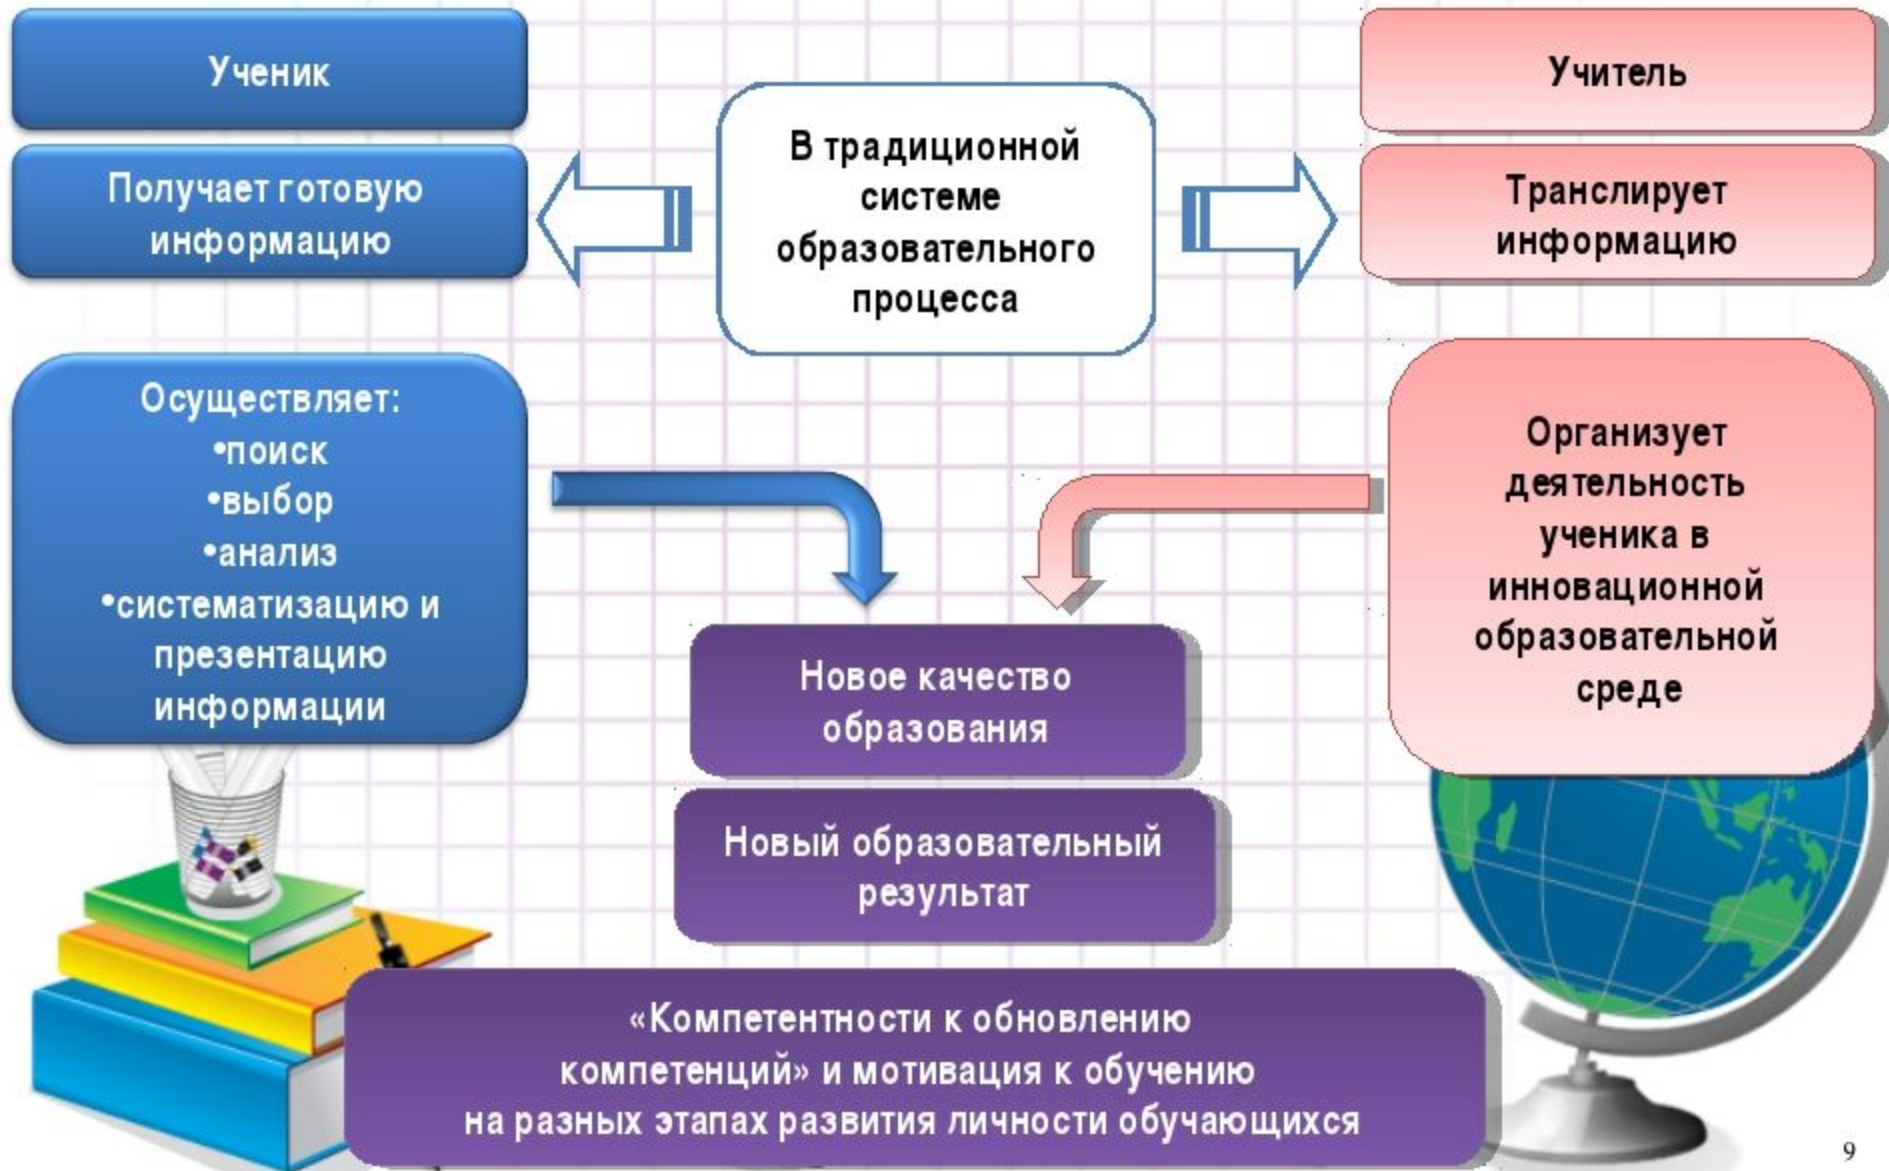 Ученик
Получает готовую
информацию
В традиционной
системе
образовательного
процесса
Учитель
Транслирует
информацию
Осуществляет:
•поиск
•выбор
•анализ
•систематизацию и
презентацию
информации
Организует
деятельность
ученика в
инновационной
образовательной
среде
Новое качество
образования
Новый образовательный
результат
«Компетентности к обновлению
компетенций» и мотивация к обучению
на разных этапах развития личности обучающихся
9